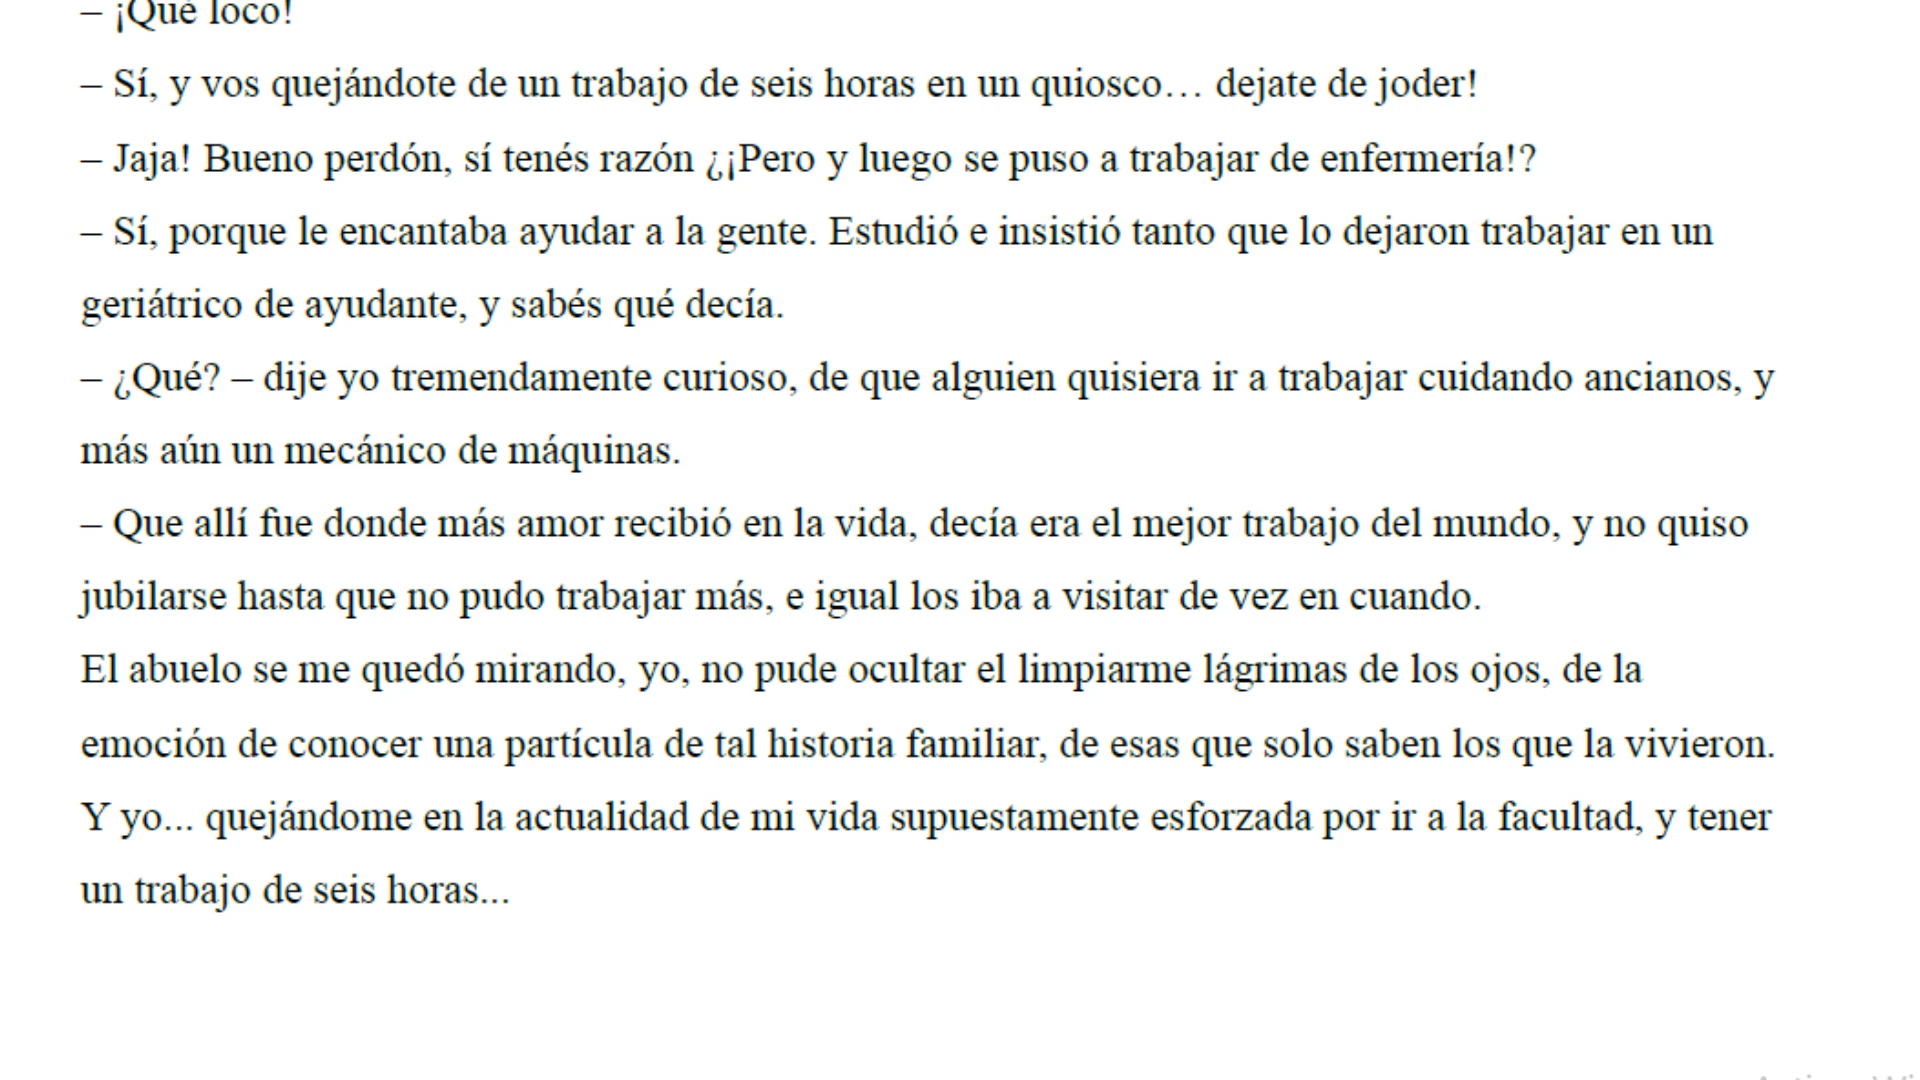 – ¡Qué loco!
– Sí, y vos quejándote de un trabajo de seis horas en un quiosco… dejate de joder!
– Jaja! Bueno perdón, sí tenés razón ¿¡Pero y luego se puso a trabajar de enfermería!?
– Sí, porque le encantaba ayudar a la gente. Estudió e insistió tanto que lo dejaron trabajar en un
geriátrico de ayudante, y sabés qué decía.
– ¿Qué? – dije yo tremendamente curioso, de que alguien quisiera ir a trabajar cuidando ancianos, y
más aún un mecánico de máquinas.
– Que allí fue donde más amor recibió en la vida, decía era el mejor trabajo del mundo, y no quiso
jubilarse hasta que no pudo trabajar más, e igual los iba a visitar de vez en cuando.
El abuelo se me quedó mirando, yo, no pude ocultar el limpiarme lágrimas de los ojos, de la
emoción de conocer una partícula de tal historia familiar, de esas que solo saben los que la vivieron.
Y yo... quejándome en la actualidad de mi vida supuestamente esforzada por ir a la facultad, y tener
un trabajo de seis horas...